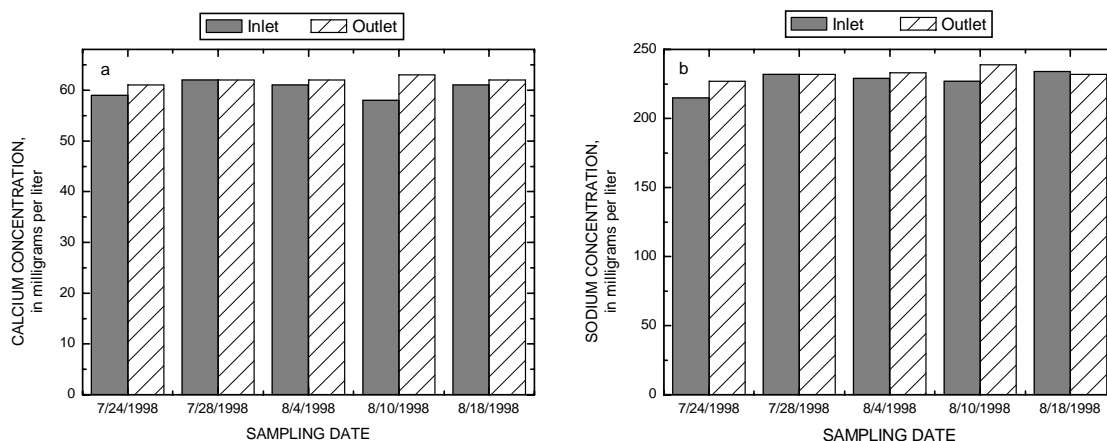 Inlet Outlet
a
60
50
40
30
20
10
0
CALCIUM CONCENTRATION,
in milligrams per liter
7/24/1998 7/28/1998 8/4/1998 8/10/1998 8/18/1998
SAMPLING DATE
Inlet Outlet
b
250
200
150
100
50
0
SODIUM CONCENTRATION,
in milligrams per liter
7/24/1998 7/28/1998 8/4/1998 8/10/1998 8/18/1998
SAMPLING DATE